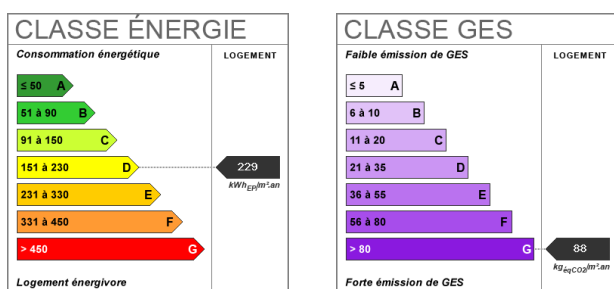 CLASSE ÉNERGIE
Consommation énergétique
LOGEMENT
≤ 50 A
51 à 90 B
91 à 150 C
151 à 230 D
229
kWhEP/m².an
231 à 330 E
331 à 450 F
> 450 G
Logement énergivore
CLASSE GES
Faible émission de GES
LOGEMENT
≤ 5 A
6 à 10 B
11 à 20 C
21 à 35 D
36 à 55 E
56 à 80 F
> 80 G
88
kgéqCO2/m².an
Forte émission de GES